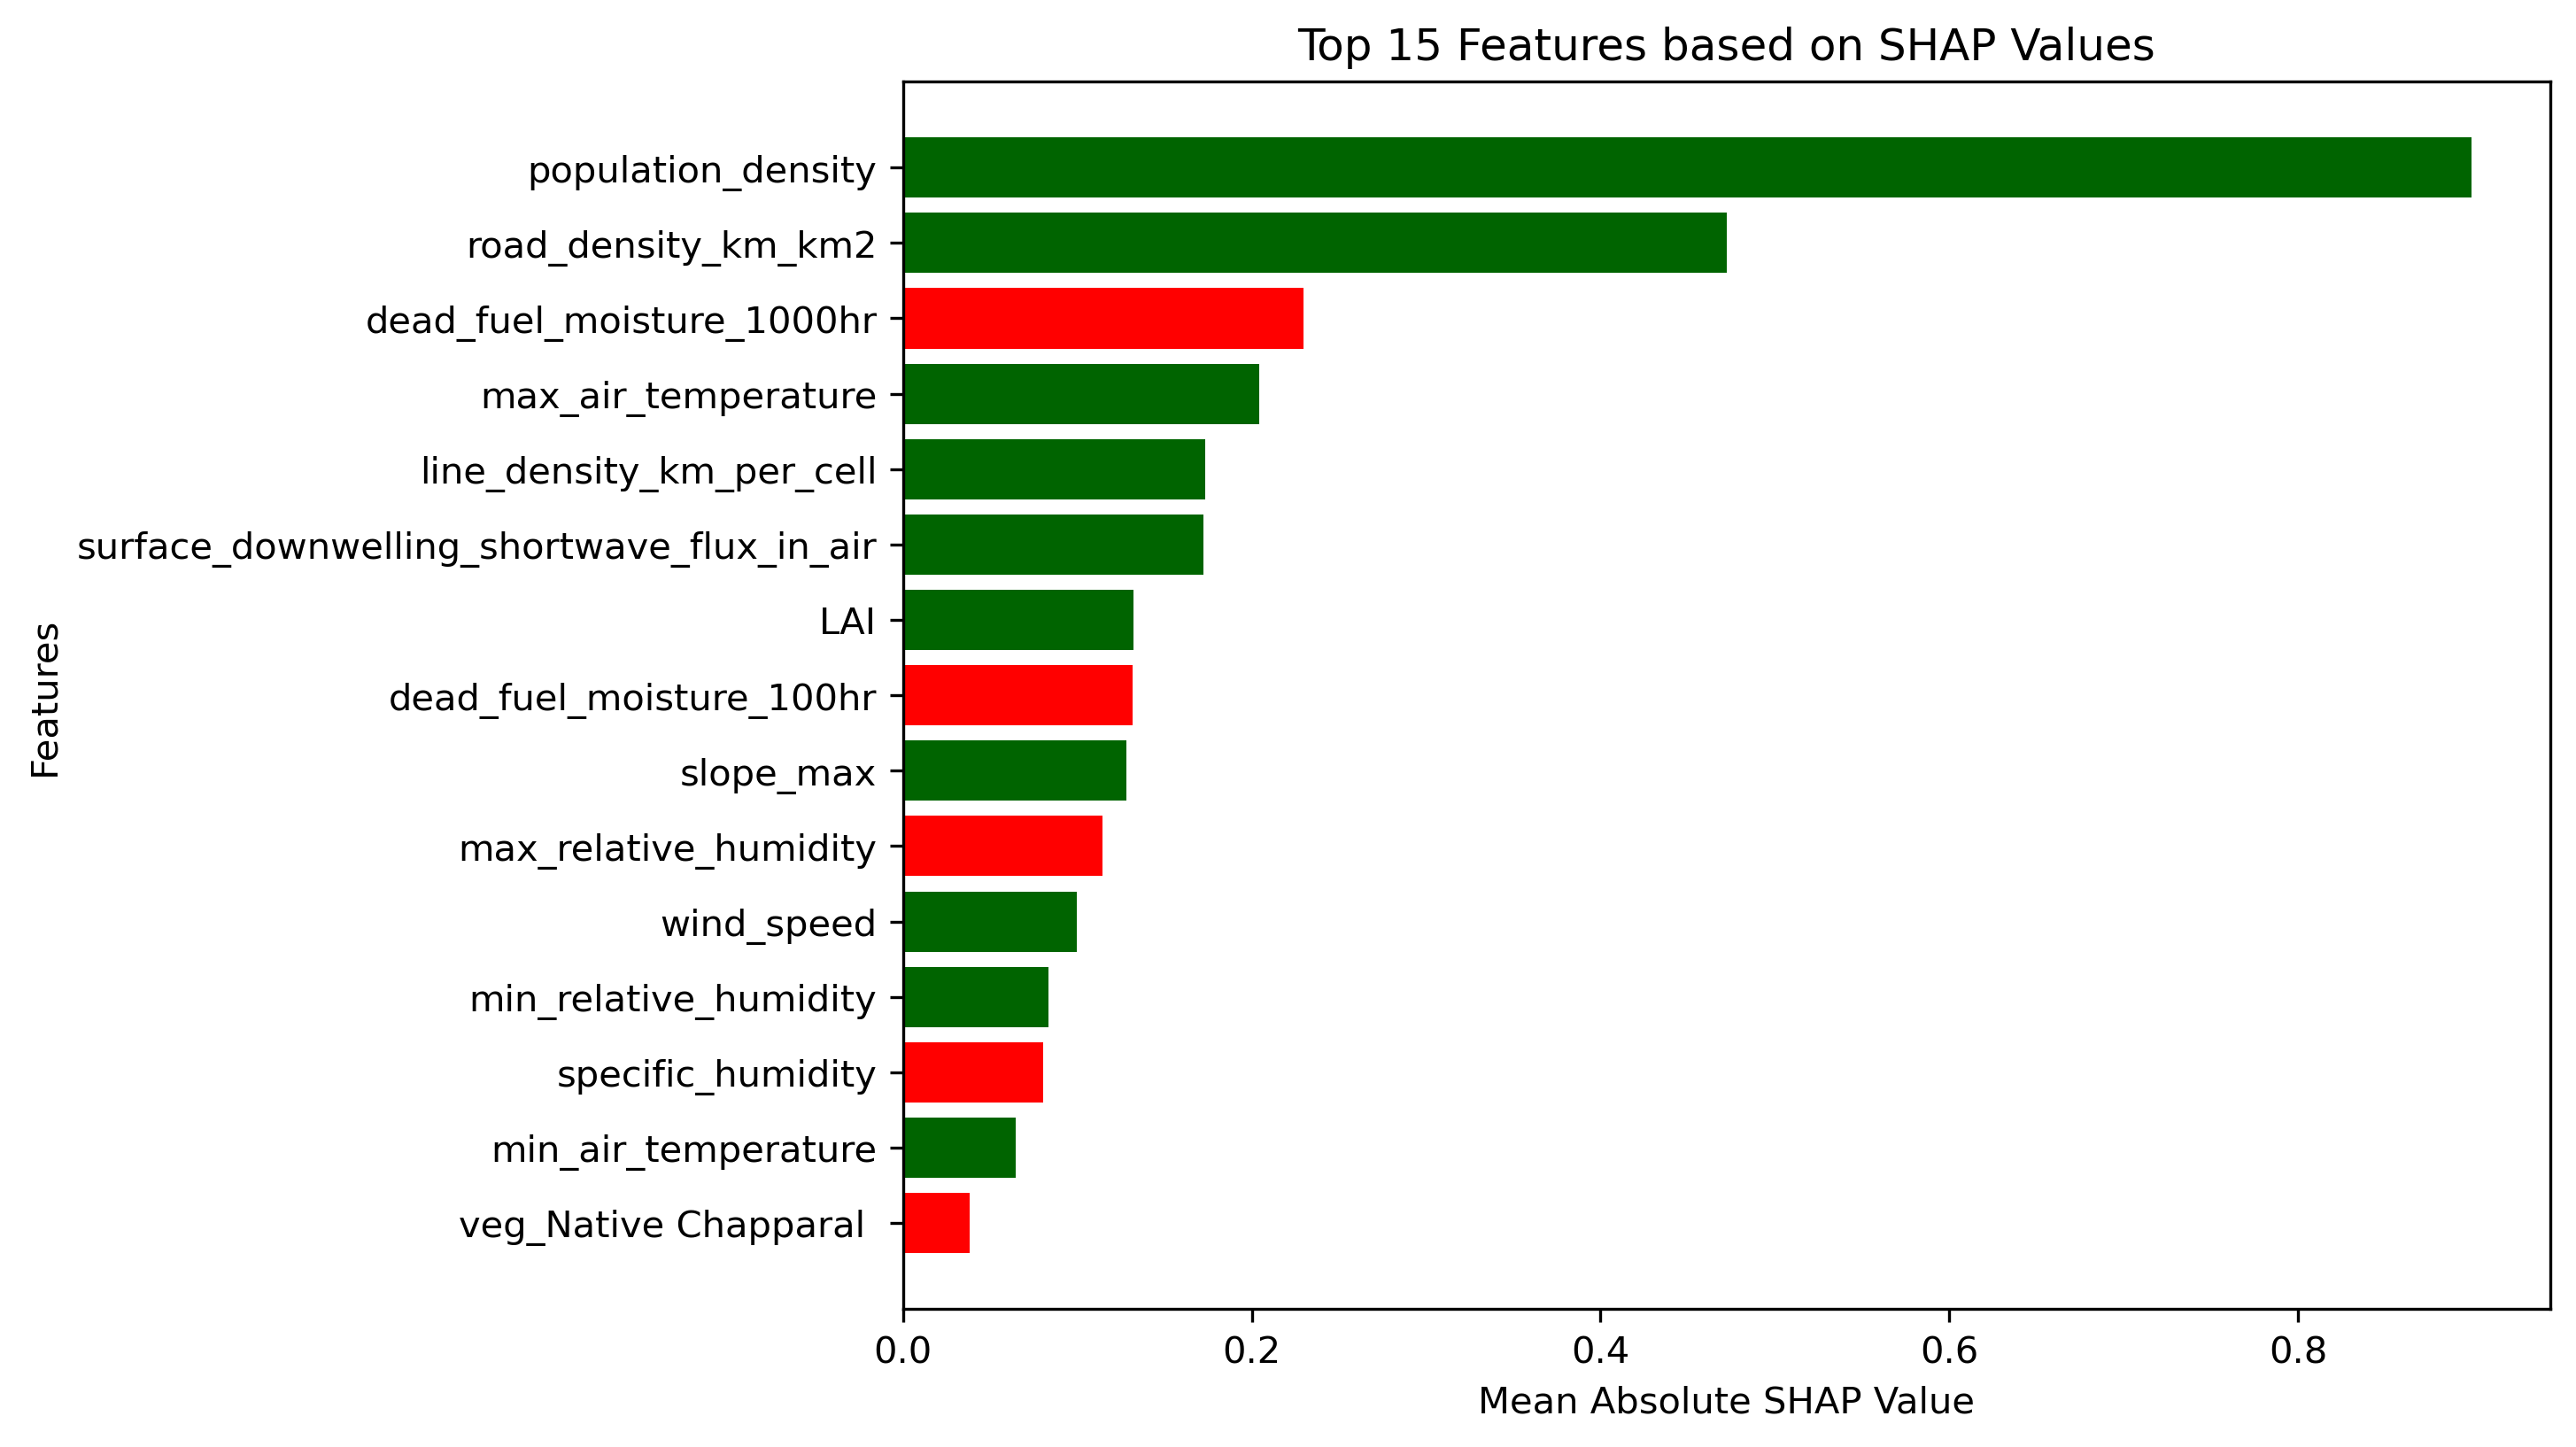 Top 15 Features based on SHAP Values
Features
population_density
road_density_km_km2
dead_fuel_moisture_1000hr
max_air_temperature
line_density_km_per_cell
surface_downwelling_shortwave_flux_in_air
LAI
dead_fuel_moisture_100hr
slope_max
max_relative_humidity
wind_speed
min_relative_humidity
specific_humidity
min_air_temperature
veg_Native Chapparal
0.0 0.2 0.4 0.6 0.8
Mean Absolute SHAP Value